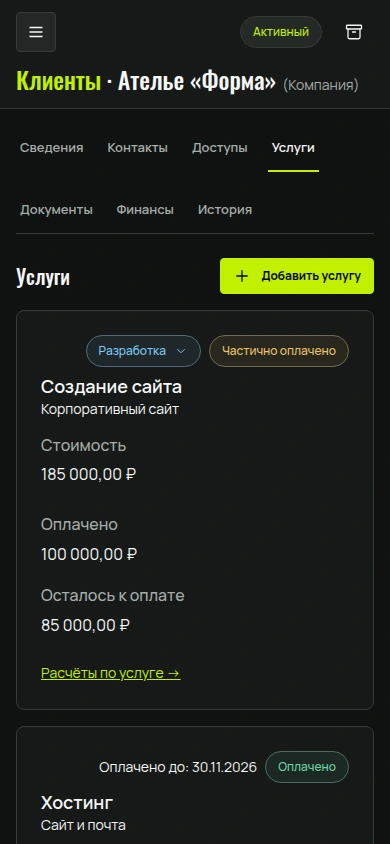 Активный
Клиенты · Ателье «Форма» (Компания)
Сведения Контакты Доступы Услуги
Документы Финансы История
Услуги
+ Добавить услугу
Разработка Частично оплачено
Создание сайта
Корпоративный сайт
Стоимость
185 000,00 ₽
Оплачено
100 000,00 ₽
Осталось к оплате
85 000,00 ₽
Расчёты по услуге →
Оплачено до: 30.11.2026 Оплачено
Хостинг
Сайт и почта